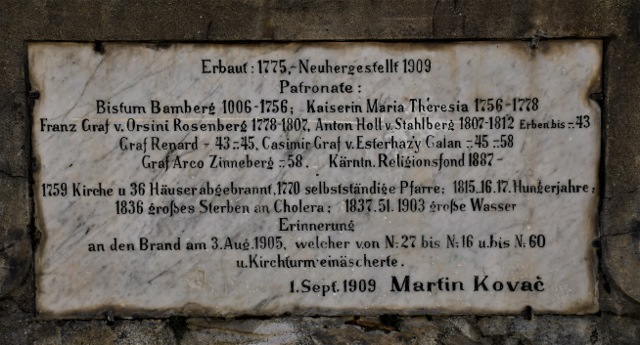 Erbaut: 1775,-Neuhergestellt 1909
Patronate:
Bistum Bamberg 1006-1756; Kaiserin Maria Theresia 1756-1778
Franz Graf v. Orsini Rosenberg 1778-1807, Anton Holl v. Stahlberg 1807-1812 Erben bis -:43
Graf Renard -:43-:45, Casimir Graf v. Esterhazy Galan -:45-:58
Graf Arco Zinneberg -:58. Kärntn. Religionsfond 1887-
1759 Kirche u 36 Häuser abgebrannt, 1770 selbstständige Pfarre; 1815.16.17. Hungerjahre;
1836 großes Sterben an Cholera; 1837.51. 1903 große Wasser
Erinnerung
an den Brand am 3. Aug. 1905, welcher von N:27 bis N:16 u. bis N:60
u. Kirchturm einäscherte.
1. Sept. 1909 Martin Kovač